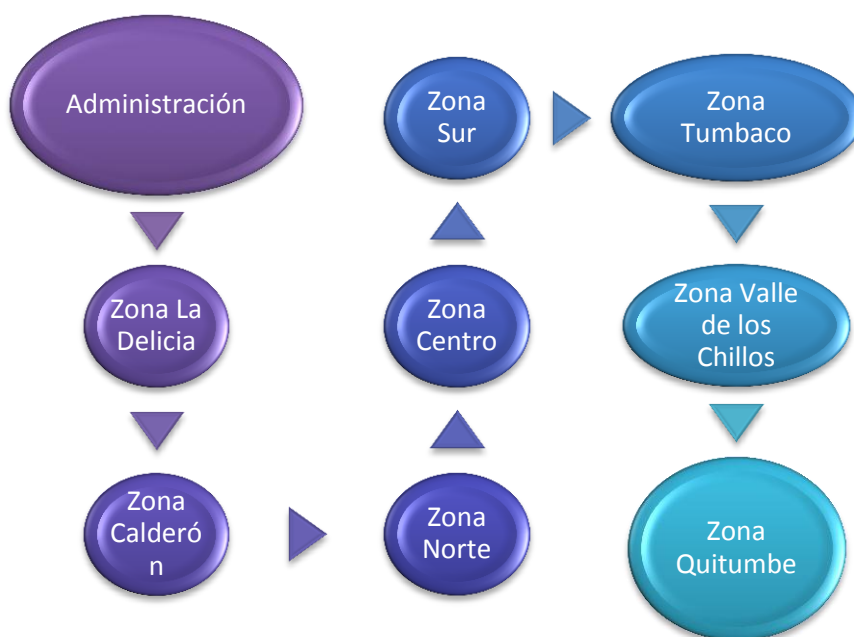 Administración
Zona La
Delicia
Zona
Calderó
n
Zona
Norte
Zona
Centro
Zona
Sur
Zona
Tumbaco
Zona Valle
de los
Chillos
Zona
Quitumbe